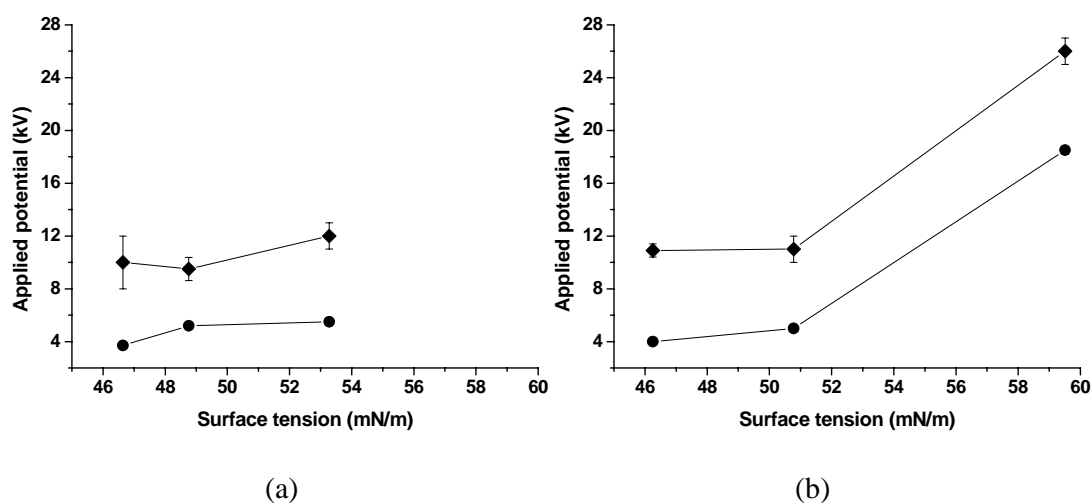 28
24
20
16
12
8
4
46 48 50 52 54 56 58 60
Applied potential (kV)
Surface tension (mN/m)
(a)
28
24
20
16
12
8
4
46 48 50 52 54 56 58 60
Applied potential (kV)
Surface tension (mN/m)
(b)